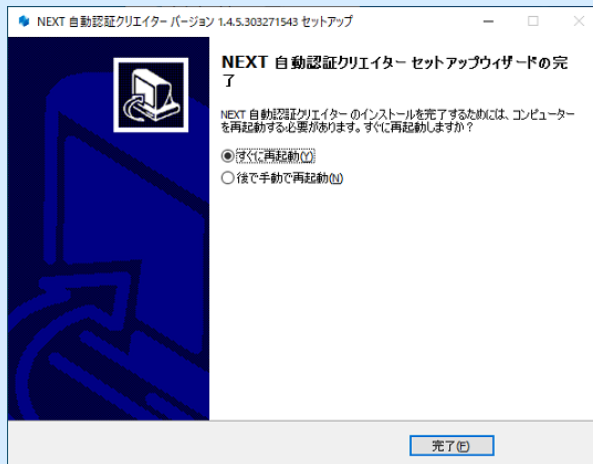 NEXT 自動認証クリエイター バージョン 1.4.5.303271543 セットアップ
NEXT 自動認証クリエイター セットアップウィザードの完
了
NEXT 自動認証クリエイター のインストールを完了するためには、コンピューター
を再起動する必要があります。すぐに再起動しますか？
すぐに再起動(Y)
後で手動で再起動(N)
完了(F)